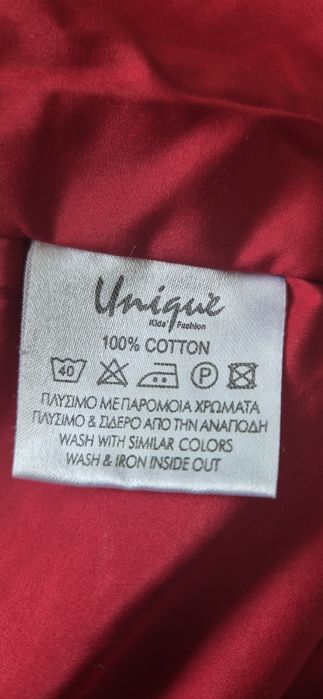 Unique
Kids' Fashion
100% COTTON
40 P
ΠΛΥΣΙΜΟ ΜΕ ΠΑΡΟΜΟΙΑ ΧΡΩΜΑΤΑ
ΠΛΥΣΙΜΟ & ΣΙΔΕΡΟ ΑΠΟ ΤΗΝ ΑΝΑΠΟΔΗ
WASH WITH SIMILAR COLORS
WASH & IRON INSIDE OUT